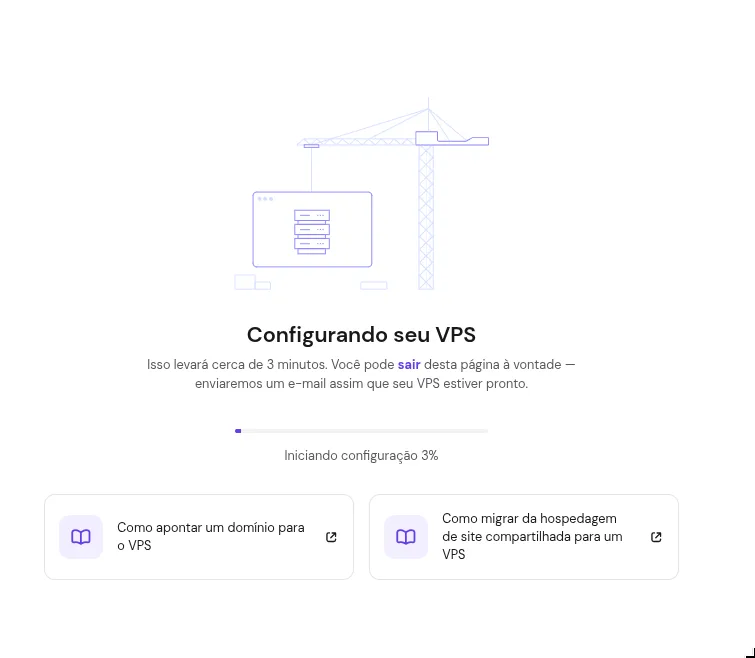 Configurando seu VPS
Isso levará cerca de 3 minutos. Você pode sair desta página à vontade —
enviaremos um e-mail assim que seu VPS estiver pronto.
Iniciando configuração 3%
Como apontar um domínio para
o VPS
Como migrar da hospedagem
de site compartilhada para um
VPS